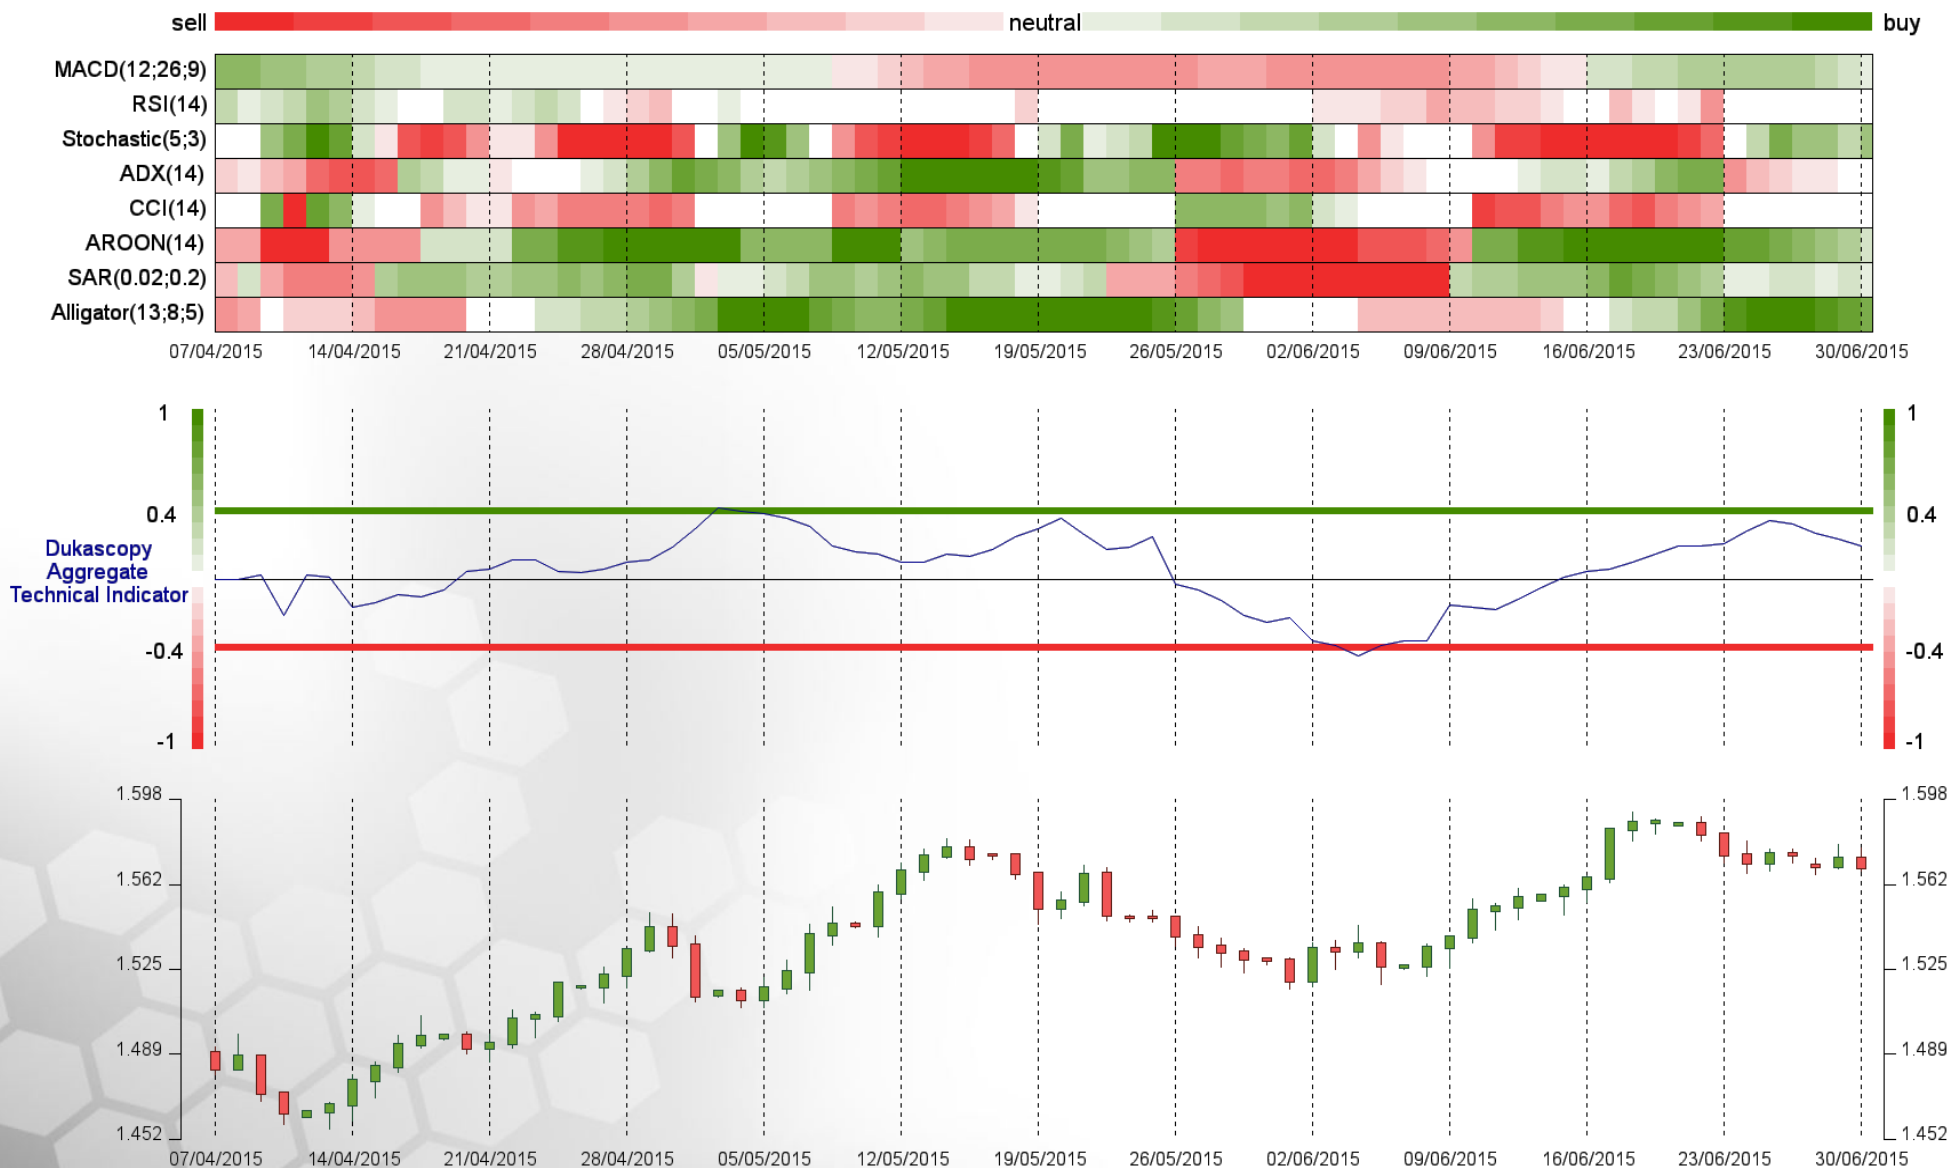 sell neutral buy
MACD(12;26;9)
RSI(14)
Stochastic(5;3)
ADX(14)
CCI(14)
AROON(14)
SAR(0.02;0.2)
Alligator(13;8;5)
07/04/2015 14/04/2015 21/04/2015 28/04/2015 05/05/2015 12/05/2015 19/05/2015 26/05/2015 02/06/2015 09/06/2015 16/06/2015 23/06/2015 30/06/2015
1 1
0.4 0.4
Dukascopy
Aggregate
Technical Indicator
-0.4 -0.4
-1 -1
1.598 1.598
1.562 1.562
1.525 1.525
1.489 1.489
1.452 1.452
07/04/2015 14/04/2015 21/04/2015 28/04/2015 05/05/2015 12/05/2015 19/05/2015 26/05/2015 02/06/2015 09/06/2015 16/06/2015 23/06/2015 30/06/2015